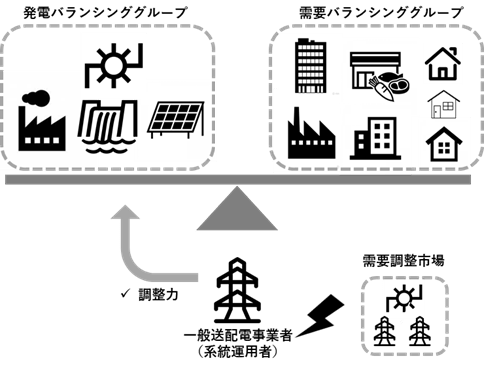 発電バランシンググループ
需要バランシンググループ
✓ 調整力
一般送配電事業者
（系統運用者）
需要調整市場